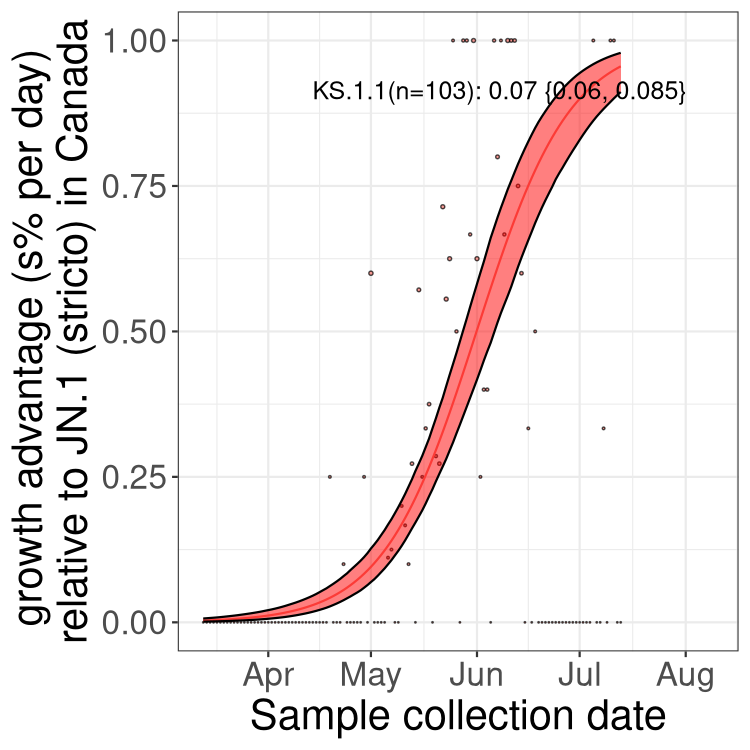 growth advantage (s% per day)
relative to JN.1 (stricto) in Canada
1.00
0.75
0.50
0.25
0.00
KS.1.1(n=103): 0.07 {0.06, 0.085}
Apr May Jun Jul Aug
Sample collection date